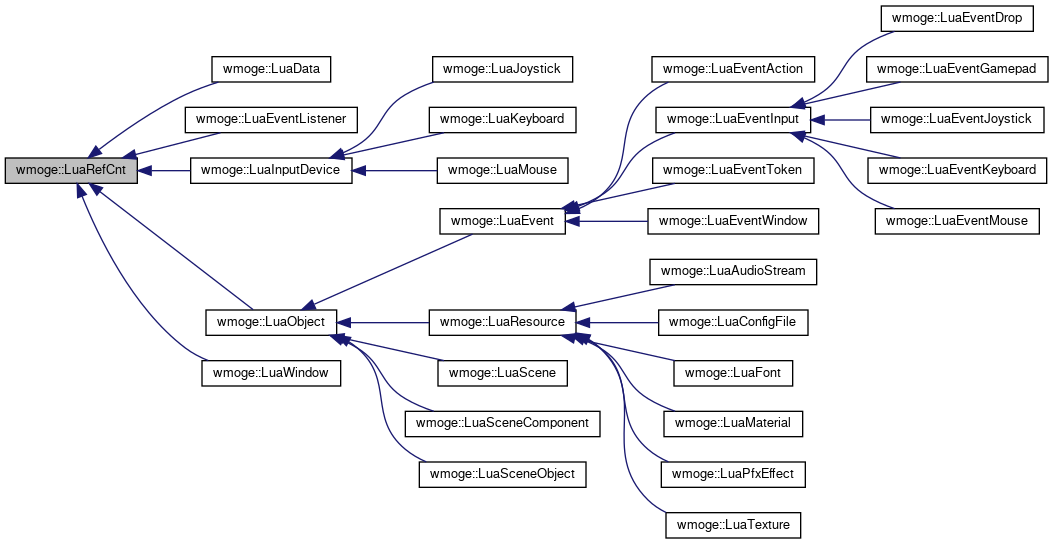 wmoge::LuaRefCnt
wmoge::LuaData
wmoge::LuaEventListener
wmoge::LuaInputDevice
wmoge::LuaObject
wmoge::LuaWindow
wmoge::LuaJoystick
wmoge::LuaKeyboard
wmoge::LuaMouse
wmoge::LuaEvent
wmoge::LuaResource
wmoge::LuaScene
wmoge::LuaSceneComponent
wmoge::LuaSceneObject
wmoge::LuaEventAction
wmoge::LuaEventInput
wmoge::LuaEventToken
wmoge::LuaEventWindow
wmoge::LuaAudioStream
wmoge::LuaConfigFile
wmoge::LuaFont
wmoge::LuaMaterial
wmoge::LuaPfxEffect
wmoge::LuaTexture
wmoge::LuaEventDrop
wmoge::LuaEventGamepad
wmoge::LuaEventJoystick
wmoge::LuaEventKeyboard
wmoge::LuaEventMouse